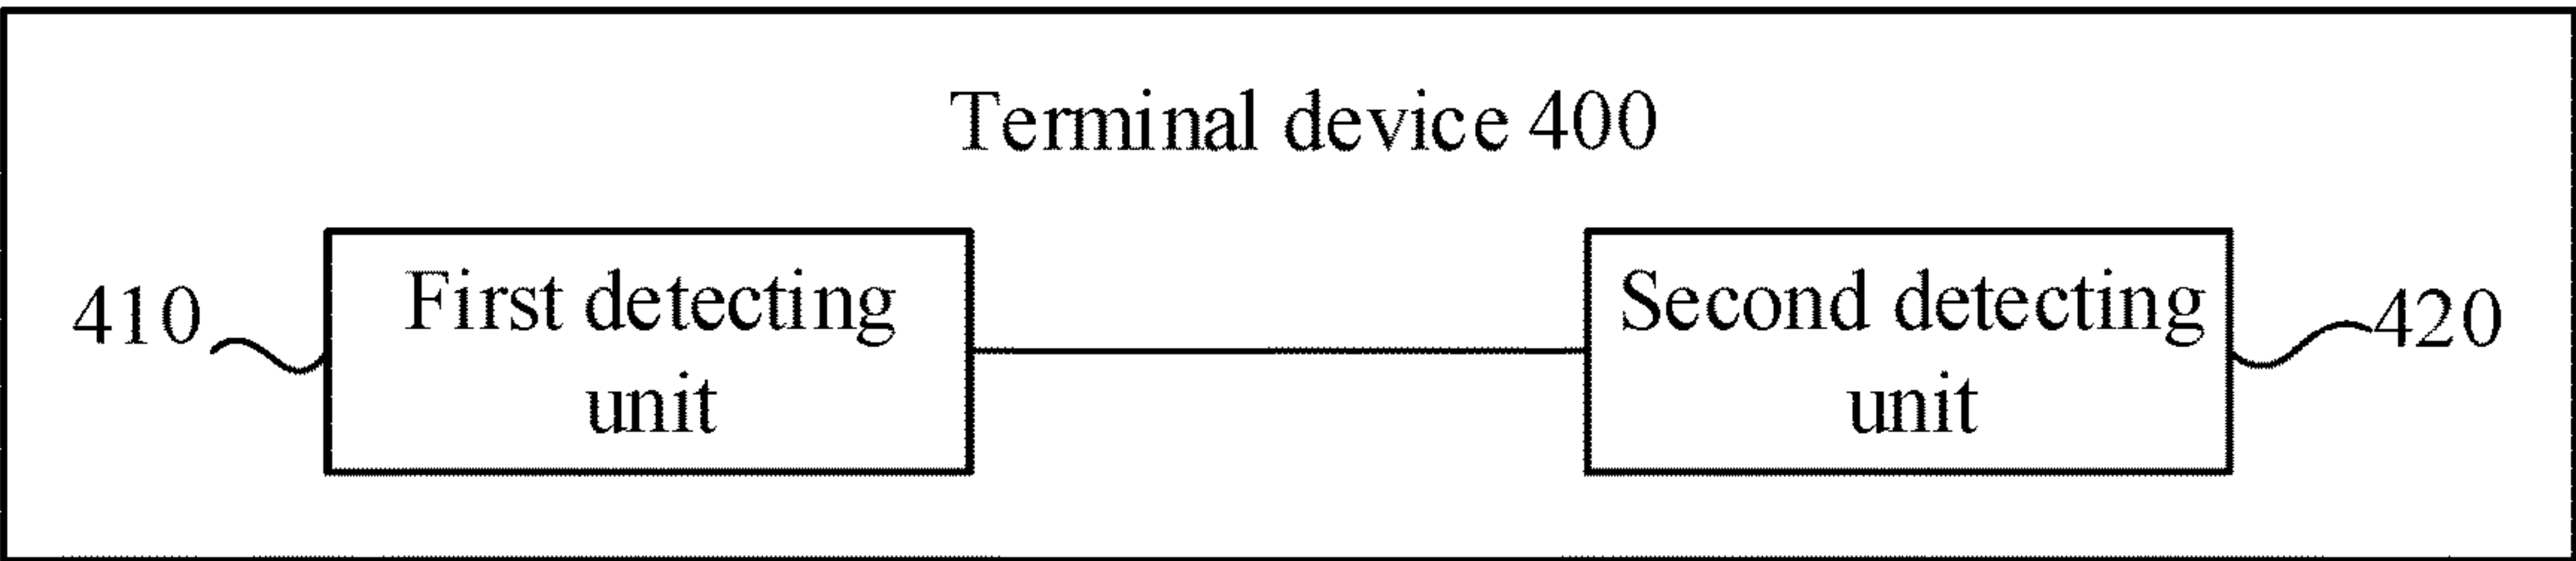 Terminal device 400
410
First detecting
unit
Second detecting
unit
420